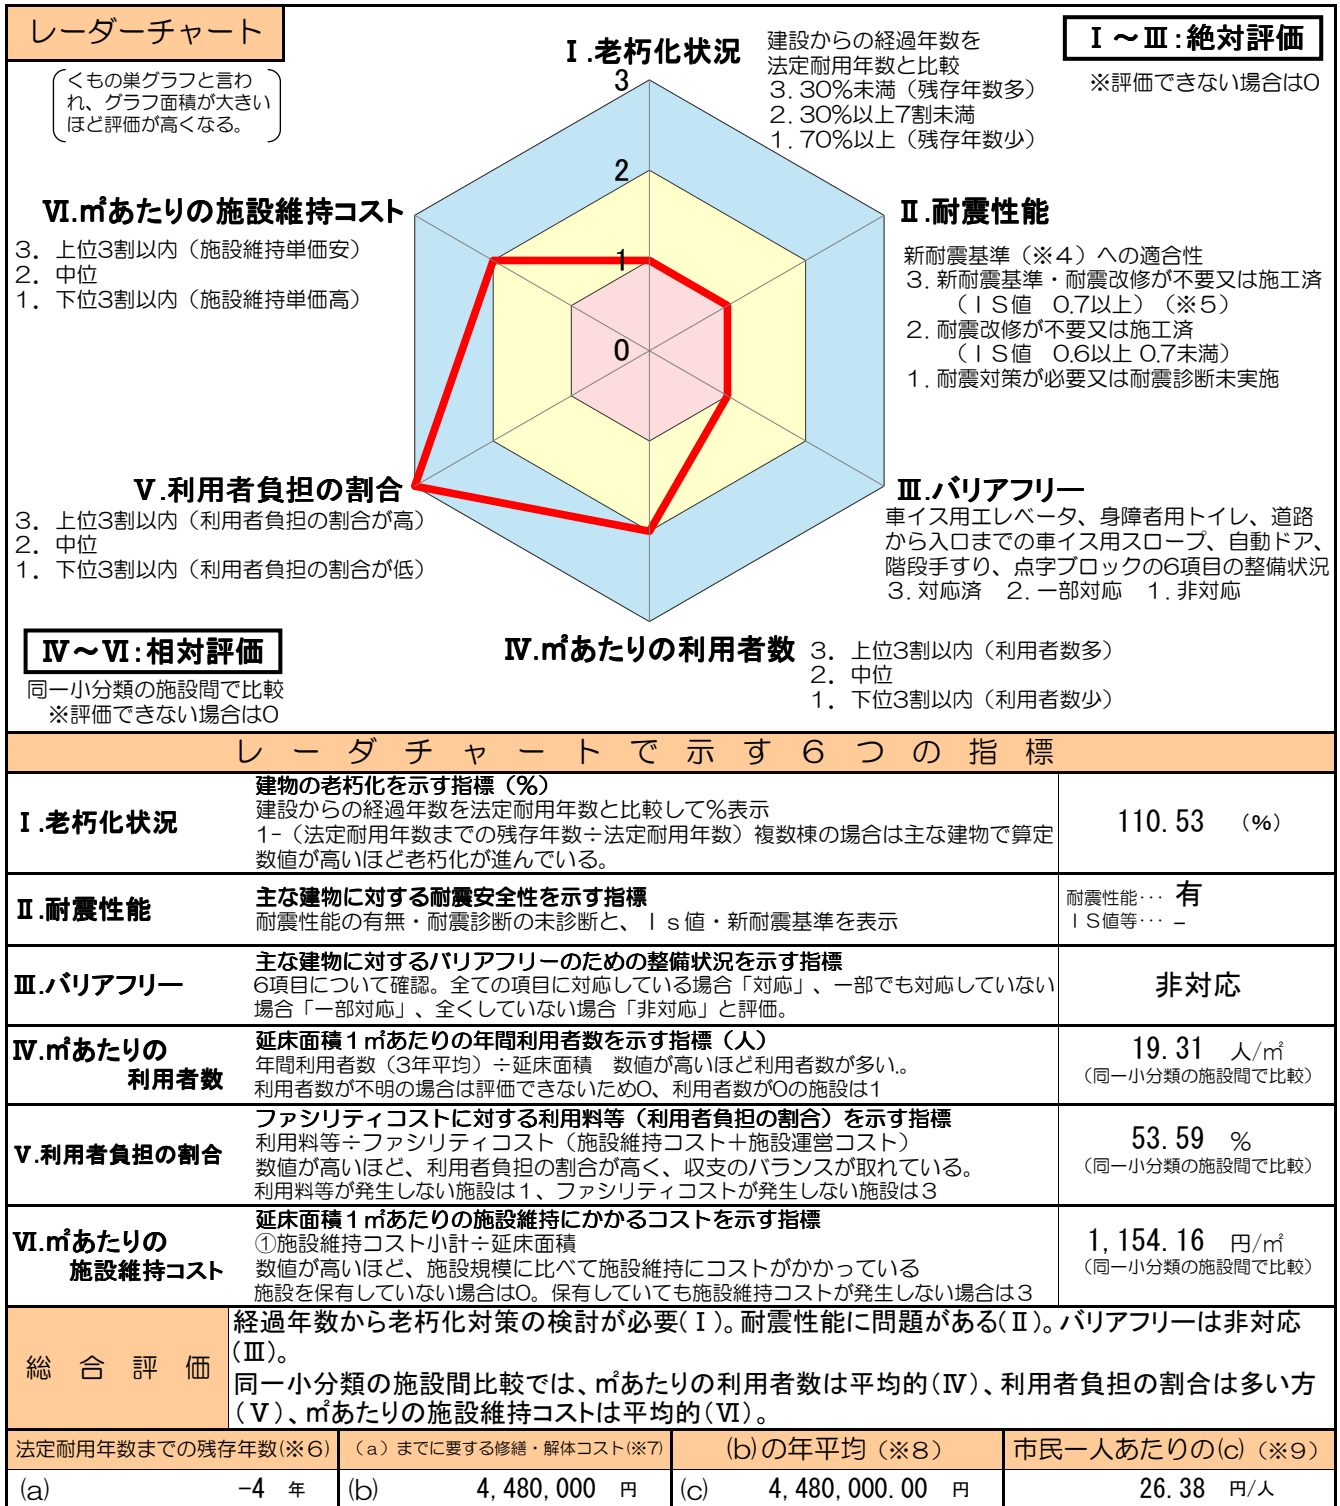 レーダーチャート
くもの巣グラフと言わ
れ、グラフ面積が大きい
ほど評価が高くなる。
Ⅰ.老朽化状況
建設からの経過年数を
法定耐用年数と比較
3.30%未満（残存年数多）
2.30%以上7割未満
1.70%以上（残存年数少）
Ⅰ～Ⅲ:絶対評価
※評価できない場合は0
3
2
1
0
Ⅵ.㎡あたりの施設維持コスト
3．上位3割以内（施設維持単価安）
2．中位
1．下位3割以内（施設維持単価高）
Ⅱ.耐震性能
新耐震基準（※4）への適合性
3.新耐震基準・耐震改修が不要又は施工済
（ＩＳ値　0.7以上）（※5）
2.耐震改修が不要又は施工済
（ＩＳ値　0.6以上 0.7未満）
1.耐震対策が必要又は耐震診断未実施
Ⅴ.利用者負担の割合
3．上位3割以内（利用者負担の割合が高）
2．中位
1．下位3割以内（利用者負担の割合が低）
Ⅲ.バリアフリー
車イス用エレベータ、身障者用トイレ、道路
から入口までの車イス用スロープ、自動ドア、
階段手すり、点字ブロックの6項目の整備状況
3.対応済　2.一部対応　1.非対応
Ⅳ～Ⅵ:相対評価
同一小分類の施設間で比較
※評価できない場合は0
Ⅳ.㎡あたりの利用者数
3．上位3割以内（利用者数多）
2．中位
1．下位3割以内（利用者数少）
レーダチャートで示す6つの指標
Ⅰ.老朽化状況
建物の老朽化を示す指標（%）
建設からの経過年数を法定耐用年数と比較して%表示
1-（法定耐用年数までの残存年数÷法定耐用年数）複数棟の場合は主な建物で算定
数値が高いほど老朽化が進んでいる。
110.53　（%）
Ⅱ.耐震性能
主な建物に対する耐震安全性を示す指標
耐震性能の有無・耐震診断の未診断と、Ｉｓ値・新耐震基準を表示
耐震性能… 有
ＩＳ値等… −
Ⅲ.バリアフリー
主な建物に対するバリアフリーのための整備状況を示す指標
6項目について確認。全ての項目に対応している場合「対応」、一部でも対応していない
場合「一部対応」、全くしていない場合「非対応」と評価。
非対応
Ⅳ.㎡あたりの
利用者数
延床面積１㎡あたりの年間利用者数を示す指標（人）
年間利用者数（3年平均）÷延床面積　数値が高いほど利用者数が多い。
利用者数が不明の場合は評価できないため0、利用者数が0の施設は1
19.31　人/㎡
（同一小分類の施設間で比較）
Ⅴ.利用者負担の割合
ファシリティコストに対する利用料等（利用者負担の割合）を示す指標
利用料等÷ファシリティコスト（施設維持コスト＋施設運営コスト）
数値が高いほど、利用者負担の割合が高く、収支のバランスが取れている。
利用料等が発生しない施設は１、ファシリティコストが発生しない施設は３
53.59　%
（同一小分類の施設間で比較）
Ⅵ.㎡あたりの
施設維持コスト
延床面積１㎡あたりの施設維持にかかるコストを示す指標
①施設維持コスト小計÷延床面積
数値が高いほど、施設規模に比べて施設維持にコストがかかっている
施設を保有していない場合は0。保有していても施設維持コストが発生しない場合は３
1,154.16　円/㎡
（同一小分類の施設間で比較）
総合評価
経過年数から老朽化対策の検討が必要(Ⅰ)。耐震性能に問題がある(Ⅱ)。バリアフリーは非対応
(Ⅲ)。
同一小分類の施設間比較では、㎡あたりの利用者数は平均的(Ⅳ)、利用者負担の割合は多い方
(Ⅴ)、㎡あたりの施設維持コストは平均的(Ⅵ)。
法定耐用年数までの残存年数(※6)
（a）までに要する修繕・解体コスト(※7)
(b)の年平均（※8）
市民一人あたりの(c)（※9）
(a)　-4　年
(b)　4,480,000　円
(c)　4,480,000.00　円
26.38　円/人